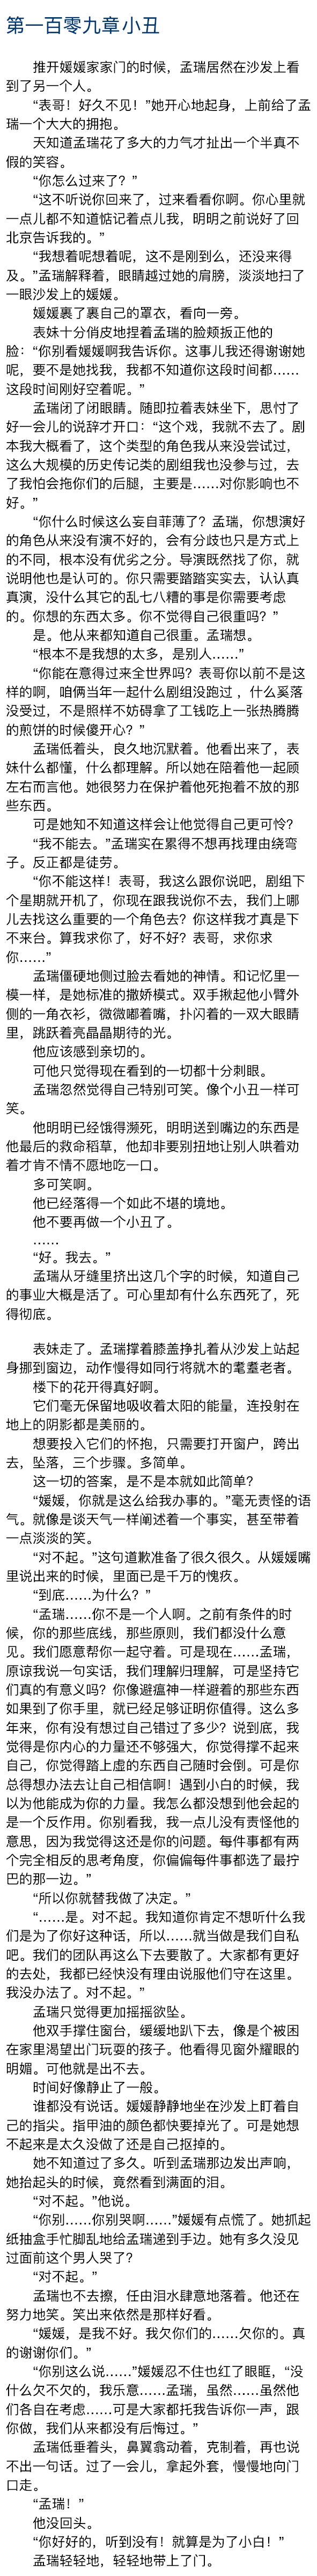 第一百零九章小丑
推开媛媛家家门的时候，孟瑞居然在沙发上看
到了另一个人。
“表哥！好久不见！”她开心地起身，上前给了孟
瑞一个大大的拥抱。
天知道孟瑞花了多大的力气才扯出一个半真不
假的笑容。
“你怎么过来了？”
“这不听说你回来了，过来看看你啊。你心里就
一点儿都不知道惦记着点儿我，明明之前说好了回
北京告诉我的。”
“我想着呢想着呢，这不是刚到么，还没来得
及。”孟瑞解释着，眼睛越过她的肩膀，淡淡地扫了
一眼沙发上的媛媛。
媛媛裹了裹自己的罩衣，看向一旁。
表妹十分俏皮地捏着孟瑞的脸颊扳正他的
脸：“你别看媛媛啊我告诉你。这事儿我还得谢谢她
呢，要不是她找我，我都不知道你这段时间都……
这段时间刚好空着呢。”
孟瑞闭了闭眼睛。随即拉着表妹坐下，思忖了
好一会儿的说辞才开口：“这个戏，我就不去了。剧
本我大概看了，这个类型的角色我从来没尝试过，
这么大规模的历史传记类的剧组我也没参与过，去
了我怕会拖你们的后腿，主要是……对你影响也不
好。”
“你什么时候这么妄自菲薄了？孟瑞，你想演好
的角色从来没有演不好的，会有分歧也只是方式上
的不同，根本没有优劣之分。导演既然找了你，就
说明他也是认可的。你只需要踏踏实实去，认认真
真演，没什么其它的乱七八糟的事是你需要考虑
的。你想的东西太多。你不觉得自己很重吗？”
是。他从来都知道自己很重。孟瑞想。
“根本不是我想的太多，是别人……”
“你能在意得过来全世界吗？表哥你以前不是这
样的啊，咱俩当年一起什么剧组没跑过 ，什么奚落
没受过，不是照样不妨碍拿了工钱吃上一张热腾腾
的煎饼的时候傻开心？”
孟瑞低着头，良久地沉默着。他看出来了，表
妹什么都懂，什么都理解。所以她在陪着他一起顾
左右而言他。她很努力在保护着他死抱着不放的那
些东西。
可是她知不知道这样会让他觉得自己更可怜？
“我不能去。”孟瑞实在累得不想再找理由绕弯
子。反正都是徒劳。
“你不能这样！表哥，我这么跟你说吧，剧组下
个星期就开机了，你现在跟我说你不去，我们上哪
儿去找这么重要的一个角色去？你这样我才真是下
不来台。算我求你了，好不好？表哥，求你求
你……”
孟瑞僵硬地侧过脸去看她的神情。和记忆里一
模一样，是她标准的撒娇模式。双手揪起他小臂外
侧的一角衣衫，微微嘟着嘴，扑闪着的一双大眼睛
里，跳跃着亮晶晶期待的光。
他应该感到亲切的。
可他只觉得现在看到的一切都十分刺眼。
孟瑞忽然觉得自己特别可笑。像个小丑一样可
笑。
他明明已经饿得濒死，明明送到嘴边的东西是
他最后的救命稻草，他却非要别扭地让别人哄着劝
着才肯不情不愿地吃一口。
多可笑啊。
他已经落得一个如此不堪的境地。
他不要再做一个小丑了。
……
“好。我去。”
孟瑞从牙缝里挤出这几个字的时候，知道自己
的事业大概是活了。可心里却有什么东西死了，死
得彻底。
表妹走了。孟瑞撑着膝盖挣扎着从沙发上站起
身挪到窗边，动作慢得如同行将就木的耄耋老者。
楼下的花开得真好啊。
它们毫无保留地吸收着太阳的能量，连投射在
地上的阴影都是美丽的。
想要投入它们的怀抱，只需要打开窗户，跨出
去，坠落，三个步骤。多简单。
这一切的答案，是不是本就如此简单？
“媛媛，你就是这么给我办事的。”毫无责怪的语
气。就像是谈天气一样阐述着一个事实，甚至带着
一点淡淡的笑。
“对不起。”这句道歉准备了很久很久。从媛媛嘴
里说出来的时候，里面已是千万的愧疚。
“到底……为什么？”
“孟瑞……你不是一个人啊。之前有条件的时
候，你的那些底线，那些原则，我们都没什么意
见。我们愿意帮你一起守着。可是现在……孟瑞，
原谅我说一句实话，我们理解归理解，可是坚持它
们真的有意义吗？你像避瘟神一样避着的那些东西
如果到了你手里，就已经足够证明你值得。这么多
年来，你有没有想过自己错过了多少？说到底，我
觉得是你内心的力量还不够强大，你觉得撑不起来
自己，你觉得踏上虚的东西自己随时会倒。可是你
总得想办法去让自己相信啊！遇到小白的时候，我
以为他能成为你的力量。我怎么都没想到他会起的
是一个反作用。你别看我，我一点儿没有责怪他的
意思，因为我觉得这还是你的问题。每件事都有两
个完全相反的思考角度，你偏偏每件事都选了最拧
巴的那一边。”
“所以你就替我做了决定。”
“……是。对不起。我知道你肯定不想听什么我
们是为了你好这种话，所以……就当做是我们自私
吧。我们的团队再这么下去要散了。大家都有更好
的去处，我都已经快没有理由说服他们守在这里。
我没办法了。对不起。”
孟瑞只觉得更加摇摇欲坠。
他双手撑住窗台，缓缓地趴下去，像是个被困
在家里渴望出门玩耍的孩子。他看得见窗外耀眼的
明媚。可他就是出不去。
时间好像静止了一般。
谁都没有说话。媛媛静静地坐在沙发上盯着自
己的指尖。指甲油的颜色都快要掉光了。可是她想
不起来是太久没做了还是自己抠掉的。
她不知道过了多久。听到孟瑞那边发出声响，
她抬起头的时候，竟然看到满面的泪。
“对不起。”他说。
“你别……你别哭啊……”媛媛有点慌了。她抓起
纸抽盒手忙脚乱地给孟瑞递到手边。她有多久没见
过面前这个男人哭了？
“对不起。”
孟瑞也不去擦，任由泪水肆意地落着。他还在
努力地笑。笑出来依然是那样好看。
“媛媛，是我不好。我欠你们的……欠你的。真
的谢谢你们。”
“你别这么说……”媛媛忍不住也红了眼眶，“没
什么欠不欠的，我乐意……孟瑞，虽然……虽然他
们各自在考虑……可是大家都托我告诉你一声，跟
你做，我们从来都没有后悔过。”
孟瑞低垂着头，鼻翼翕动着，克制着，再也说
不出一句话。过了一会儿，拿起外套，慢慢地向门
口走。
“孟瑞！”
他没回头。
“你好好的，听到没有！就算是为了小白！”
孟瑞轻轻地，轻轻地带上了门。